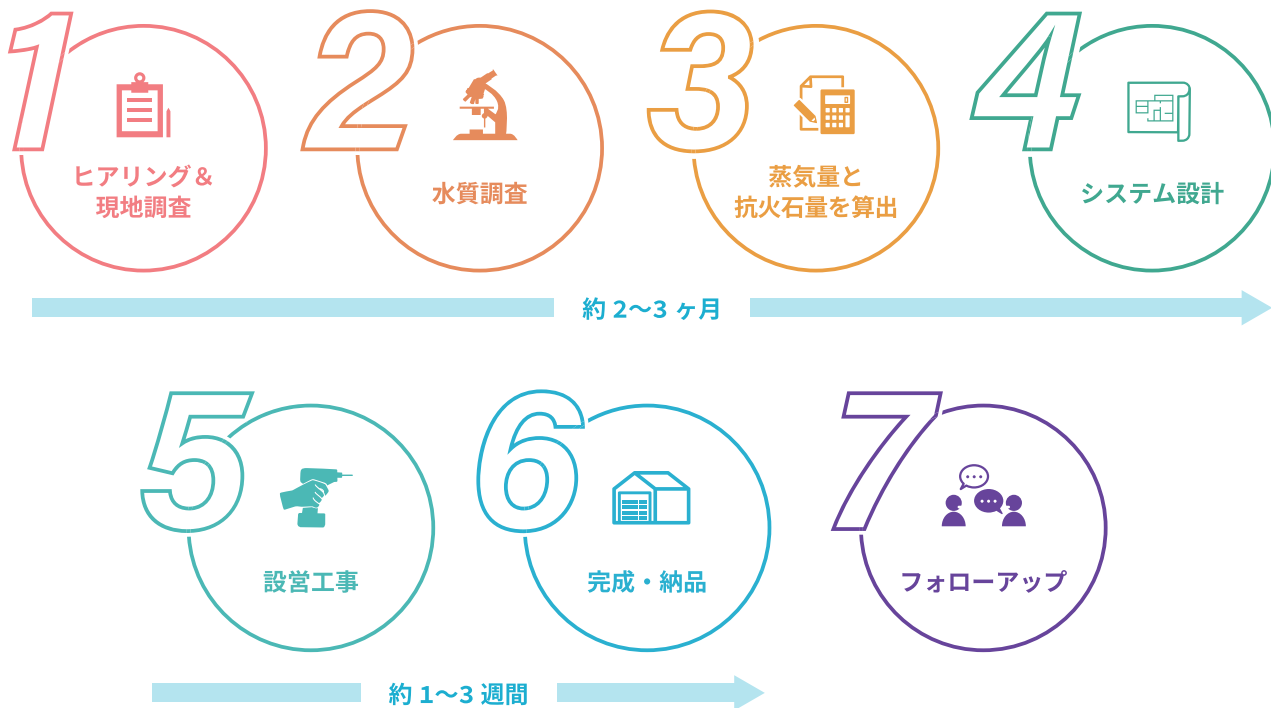 1
ヒアリング＆
現地調査
2
水質調査
3
蒸気量と
抗火石量を算出
4
システム設計
約 2〜3 ヶ月
5
設営工事
6
完成・納品
7
フォローアップ
約 1〜3 週間